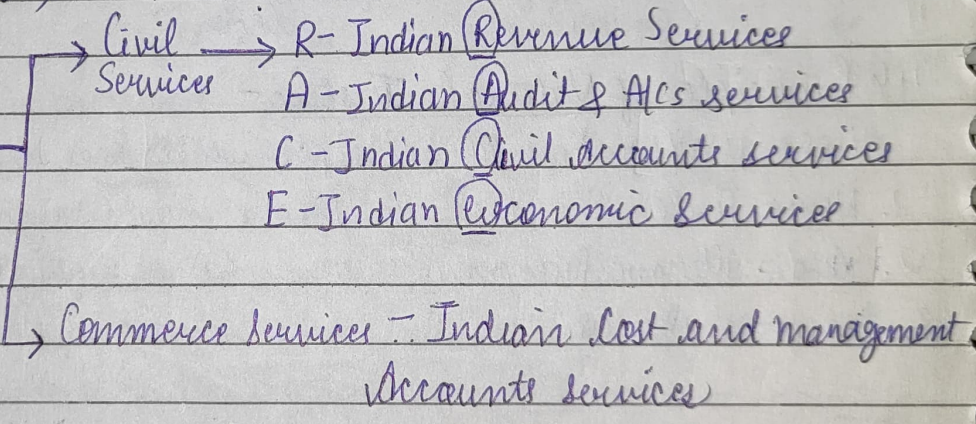 Civil → R- Indian Revenue Services
Services
A - Indian Audit & A/Cs services
C - Indian Civil Accounts services
E - Indian economic Services
Commerce services - Indian Cost and management
Accounts services